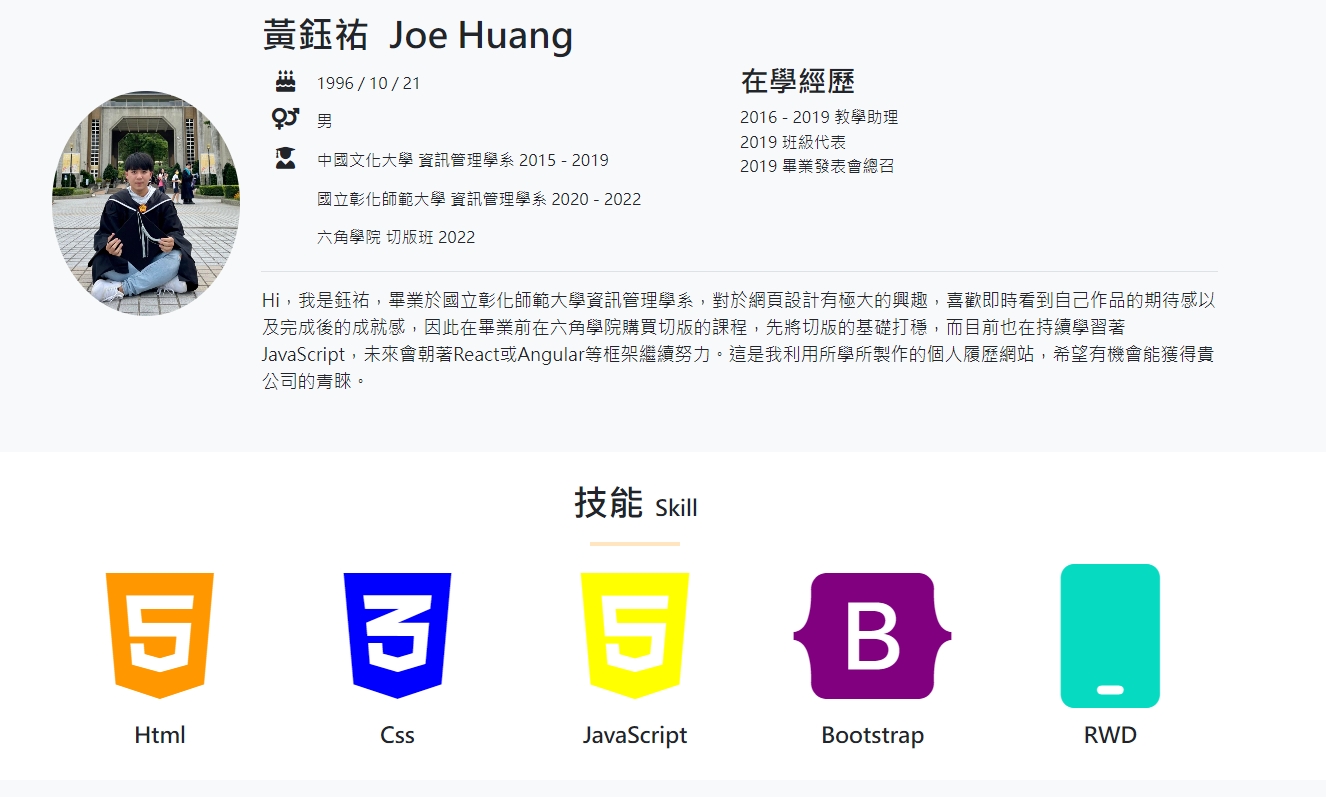 黃鈺祐 Joe Huang
1996 / 10 / 21
男
中國文化大學 資訊管理學系 2015 - 2019
國立彰化師範大學 資訊管理學系 2020 - 2022
六角學院 切版班 2022
在學經歷
2016 - 2019 教學助理
2019 班級代表
2019 畢業發表會總召
Hi，我是鈺祐，畢業於國立彰化師範大學資訊管理學系，對於網頁設計有極大的興趣，喜歡即時看到自己作品的期待感以
及完成後的成就感，因此在畢業前在六角學院購買切版的課程，先將切版的基礎打穩，而目前也在持續學習著
JavaScript，未來會朝著React或Angular等框架繼續努力。這是我利用所學所製作的個人履歷網站，希望有機會能獲得貴
公司的青睞。
技能 Skill
5
3
5
B
Html
Css
JavaScript
Bootstrap
RWD